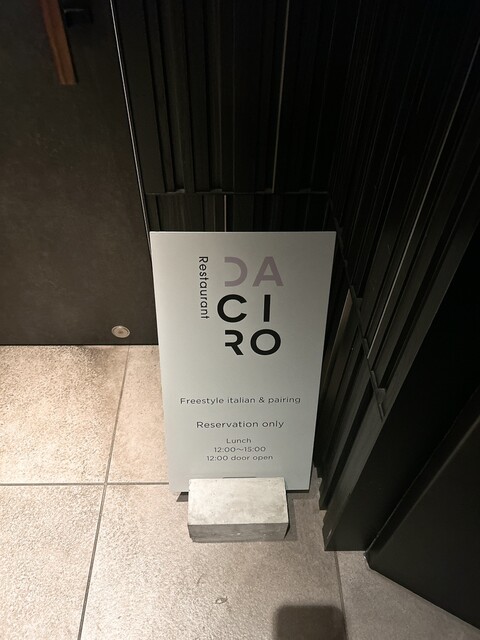 Restaurant
DA
CI
RO
Freestyle italian & pairing
Reservation only
Lunch
12:00〜15:00
12:00 door open